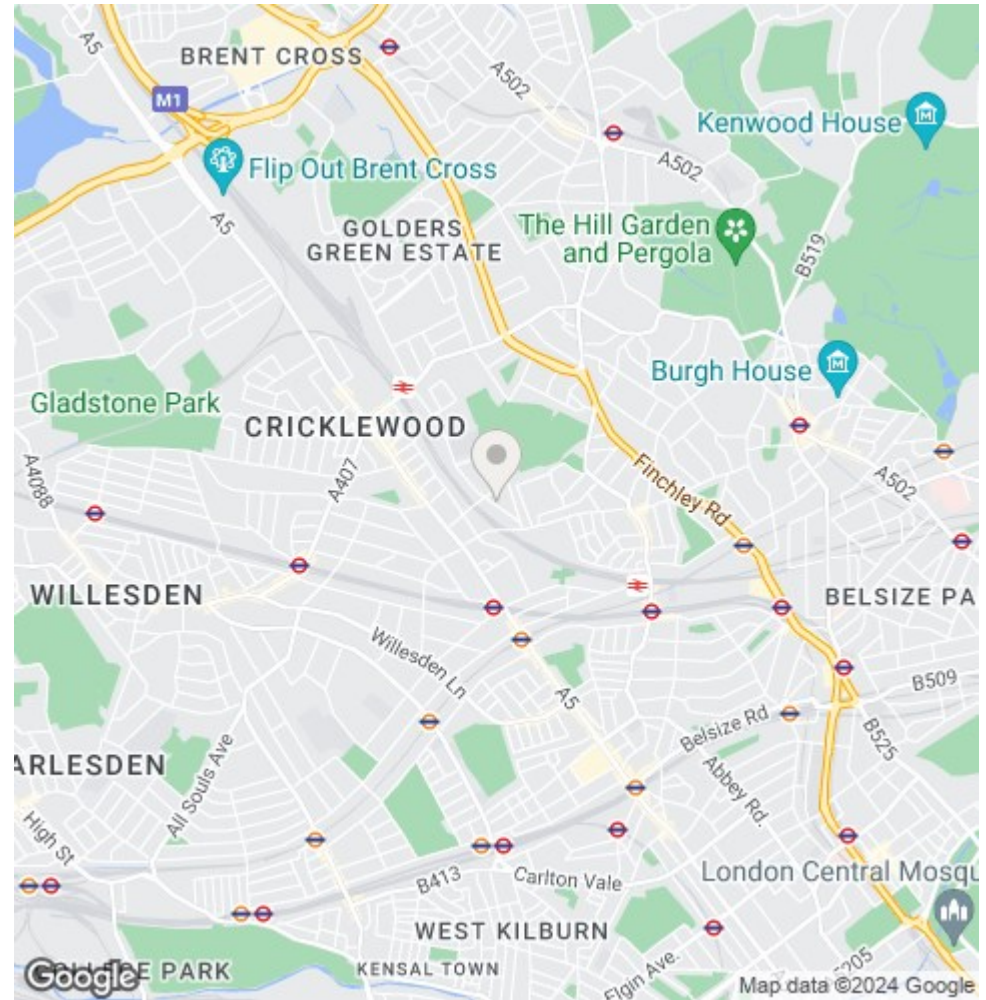 A5
BRENT CROSS
A502
M1
Kenwood House
A502
Flip Out Brent Cross
A5
GOLDERS
GREEN ESTATE
The Hill Garden
and Pergola
B519
Burgh House
Gladstone Park
CRICKLEWOOD
A407
A4088
Finchley Rd
A502
WILLESDEN
BELSIZE PA
Willesden Ln
A5
B509
Belsize Rd
B525
ARLESDEN
All Souls Ave
Abbey Rd.
High St
B413
Carlton Vale
London Central Mosqu
WEST KILBURN
Elgin Ave.
5205
PARK
KENSAL TOWN
Google
Map data ©2024 Google